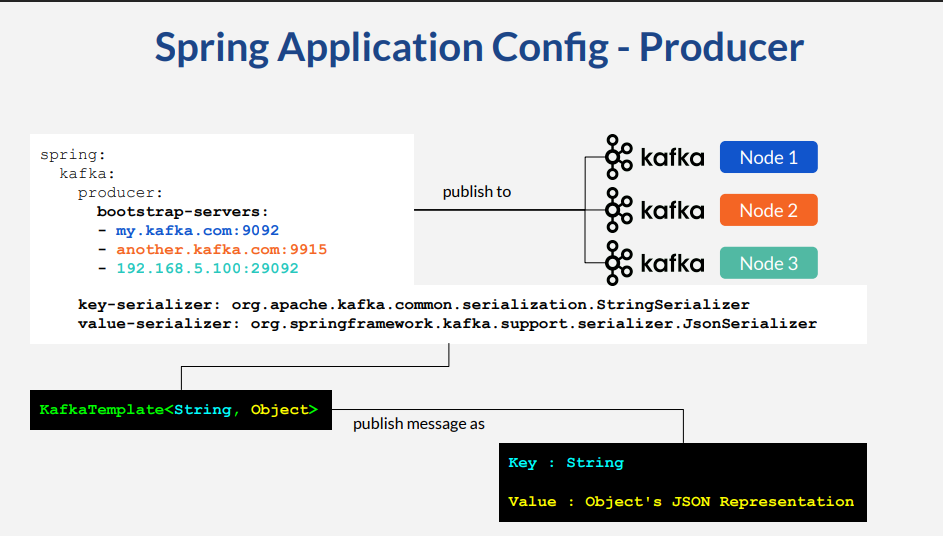 Spring Application Config - Producer
spring:
kafka:
producer:
bootstrap-servers:
- my.kafka.com:9092
- another.kafka.com:9915
- 192.168.5.100:29092
key-serializer: org.apache.kafka.common.serialization.StringSerializer
value-serializer: org.springframework.kafka.support.serializer.JsonSerializer
publish to
kafka Node 1
kafka Node 2
kafka Node 3
KafkaTemplate<String, Object>
publish message as
Key : String
Value : Object's JSON Representation